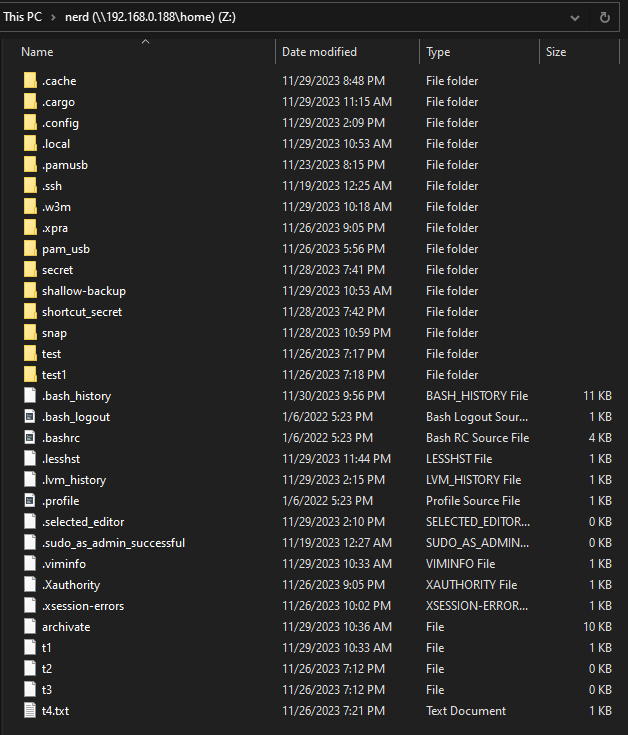 This PC > nerd (\\192.168.0.188\home) (Z:)
Name Date modified Type Size
.cache 11/29/2023 8:48 PM File folder
.cargo 11/29/2023 11:15 AM File folder
.config 11/29/2023 2:09 PM File folder
.local 11/29/2023 10:53 AM File folder
.pamusb 11/23/2023 8:15 PM File folder
.ssh 11/19/2023 12:25 AM File folder
.w3m 11/29/2023 10:18 AM File folder
.xpra 11/26/2023 9:05 PM File folder
pam_usb 11/26/2023 5:56 PM File folder
secret 11/28/2023 7:41 PM File folder
shallow-backup 11/29/2023 10:53 AM File folder
shortcut_secret 11/28/2023 7:42 PM File folder
snap 11/28/2023 10:59 PM File folder
test 11/26/2023 7:17 PM File folder
test1 11/26/2023 7:18 PM File folder
.bash_history 11/30/2023 9:56 PM BASH_HISTORY File 11 KB
.bash_logout 1/6/2022 5:23 PM Bash Logout Sour... 1 KB
.bashrc 1/6/2022 5:23 PM Bash RC Source File 4 KB
.lesshst 11/29/2023 11:44 PM LESSHST File 1 KB
.lvm_history 11/29/2023 2:15 PM LVM_HISTORY File 1 KB
.profile 1/6/2022 5:23 PM Profile Source File 1 KB
.selected_editor 11/29/2023 2:10 PM SELECTED_EDITOR... 0 KB
.sudo_as_admin_successful 11/19/2023 12:27 AM SUDO_AS_ADMIN... 0 KB
.viminfo 11/29/2023 10:33 AM VIMINFO File 1 KB
.Xauthority 11/26/2023 9:05 PM XAUTHORITY File 1 KB
.xsession-errors 11/26/2023 10:02 PM XSESSION-ERROR... 1 KB
archivate 11/29/2023 10:36 AM File 10 KB
t1 11/29/2023 10:33 AM File 1 KB
t2 11/26/2023 7:12 PM File 0 KB
t3 11/26/2023 7:12 PM File 0 KB
t4.txt 11/26/2023 7:21 PM Text Document 1 KB